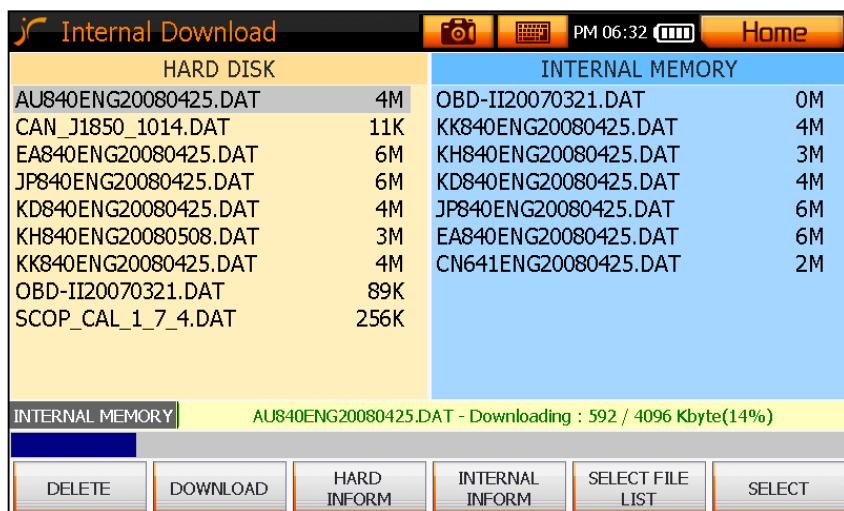 Internal Download PM 06:32 Home
HARD DISK
AU840ENG20080425.DAT 4M
CAN_J1850_1014.DAT 11K
EA840ENG20080425.DAT 6M
JP840ENG20080425.DAT 6M
KD840ENG20080425.DAT 4M
KH840ENG20080508.DAT 3M
KK840ENG20080425.DAT 4M
OBD-II20070321.DAT 89K
SCOP_CAL_1_7_4.DAT 256K
INTERNAL MEMORY
OBD-II20070321.DAT 0M
KK840ENG20080425.DAT 4M
KH840ENG20080425.DAT 3M
KD840ENG20080425.DAT 4M
JP840ENG20080425.DAT 6M
EA840ENG20080425.DAT 6M
CN641ENG20080425.DAT 2M
INTERNAL MEMORY AU840ENG20080425.DAT - Downloading : 592 / 4096 Kbyte(14%)
DELETE
DOWNLOAD
HARD
INFORM
INTERNAL
INFORM
SELECT FILE
LIST
SELECT